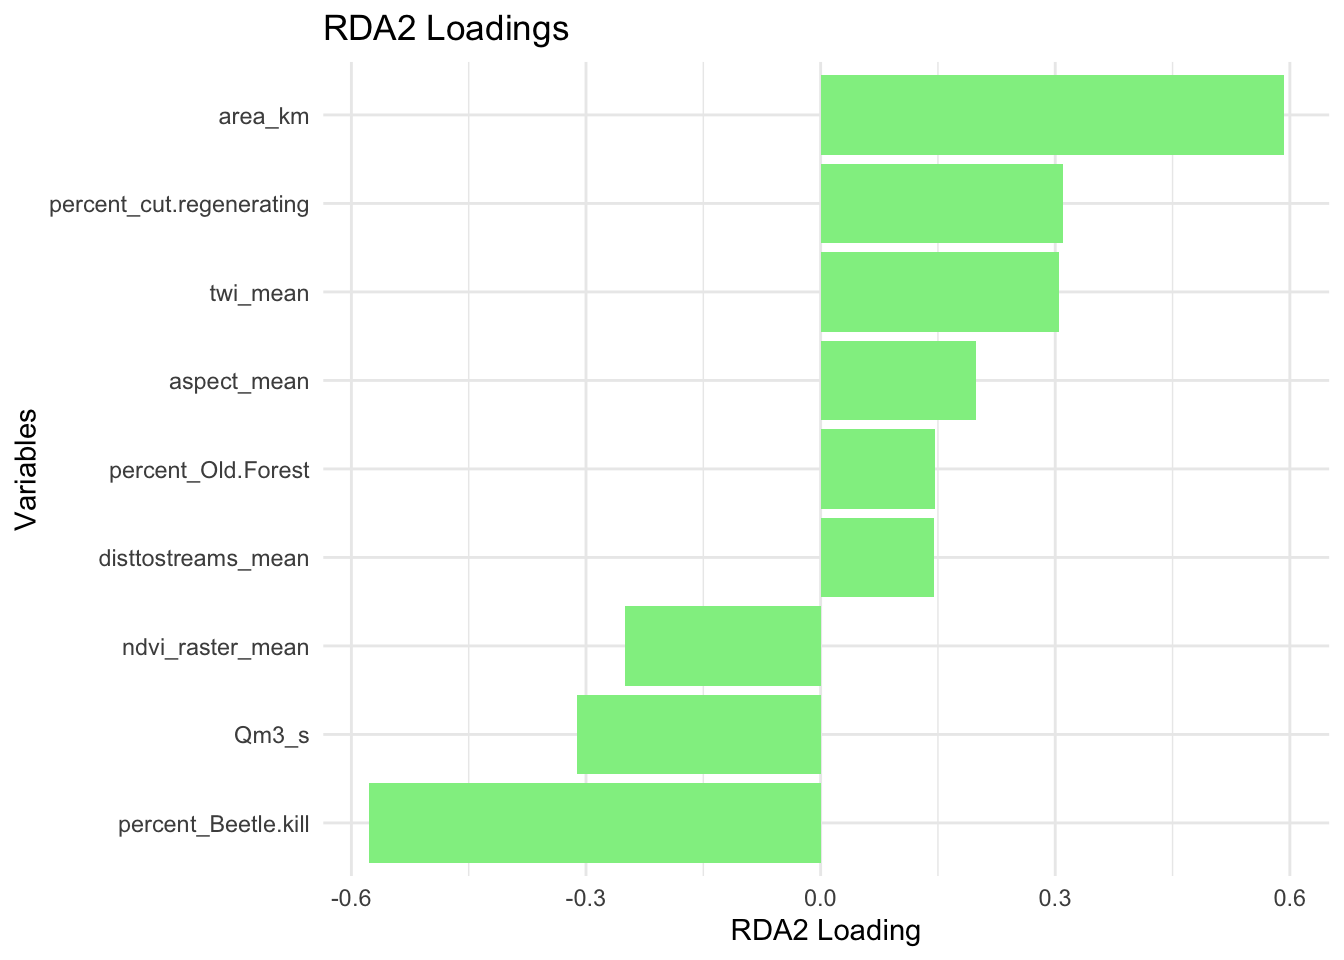 RDA2 Loadings
area_km
percent_cut.regenerating
twi_mean
aspect_mean
percent_Old.Forest
disttostreams_mean
ndvi_raster_mean
Qm3_s
percent_Beetle.kill
Variables
-0.6 -0.3 0.0 0.3 0.6
RDA2 Loading